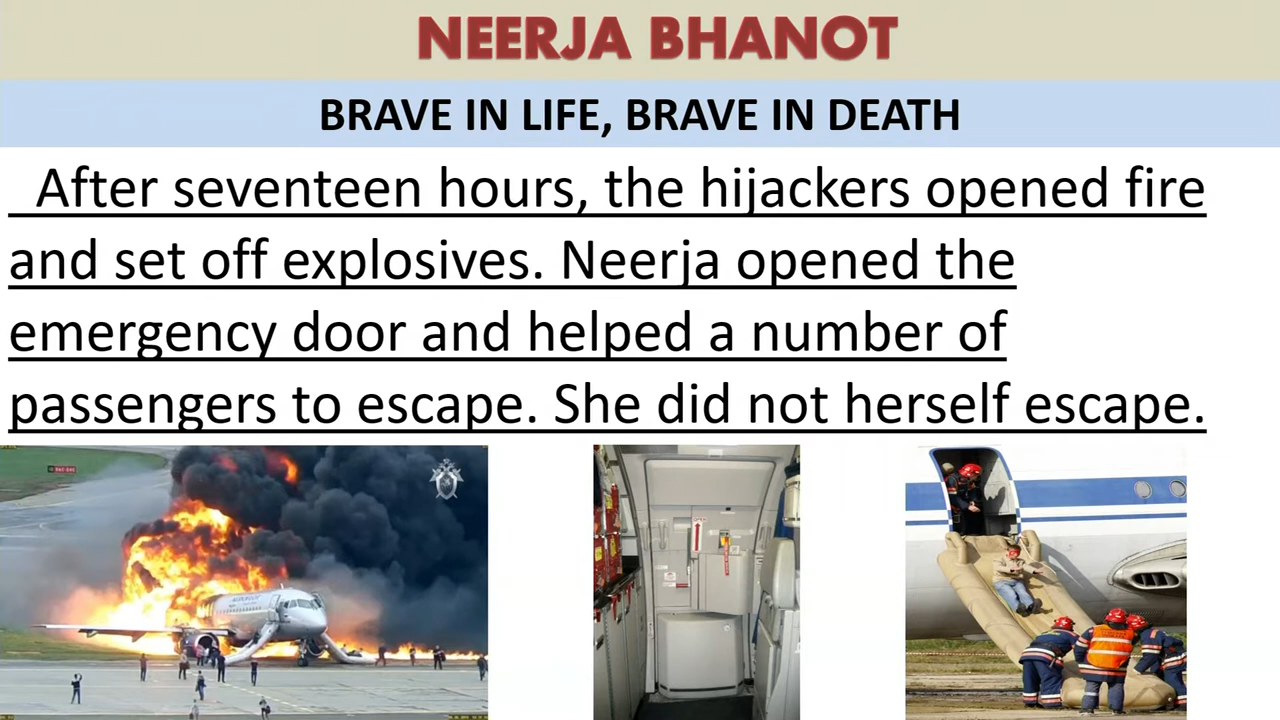 NEERJA BHANOT
BRAVE IN LIFE, BRAVE IN DEATH
After seventeen hours, the hijackers opened fire
and set off explosives. Neerja opened the
emergency door and helped a number of
passengers to escape. She did not herself escape.
OPEN